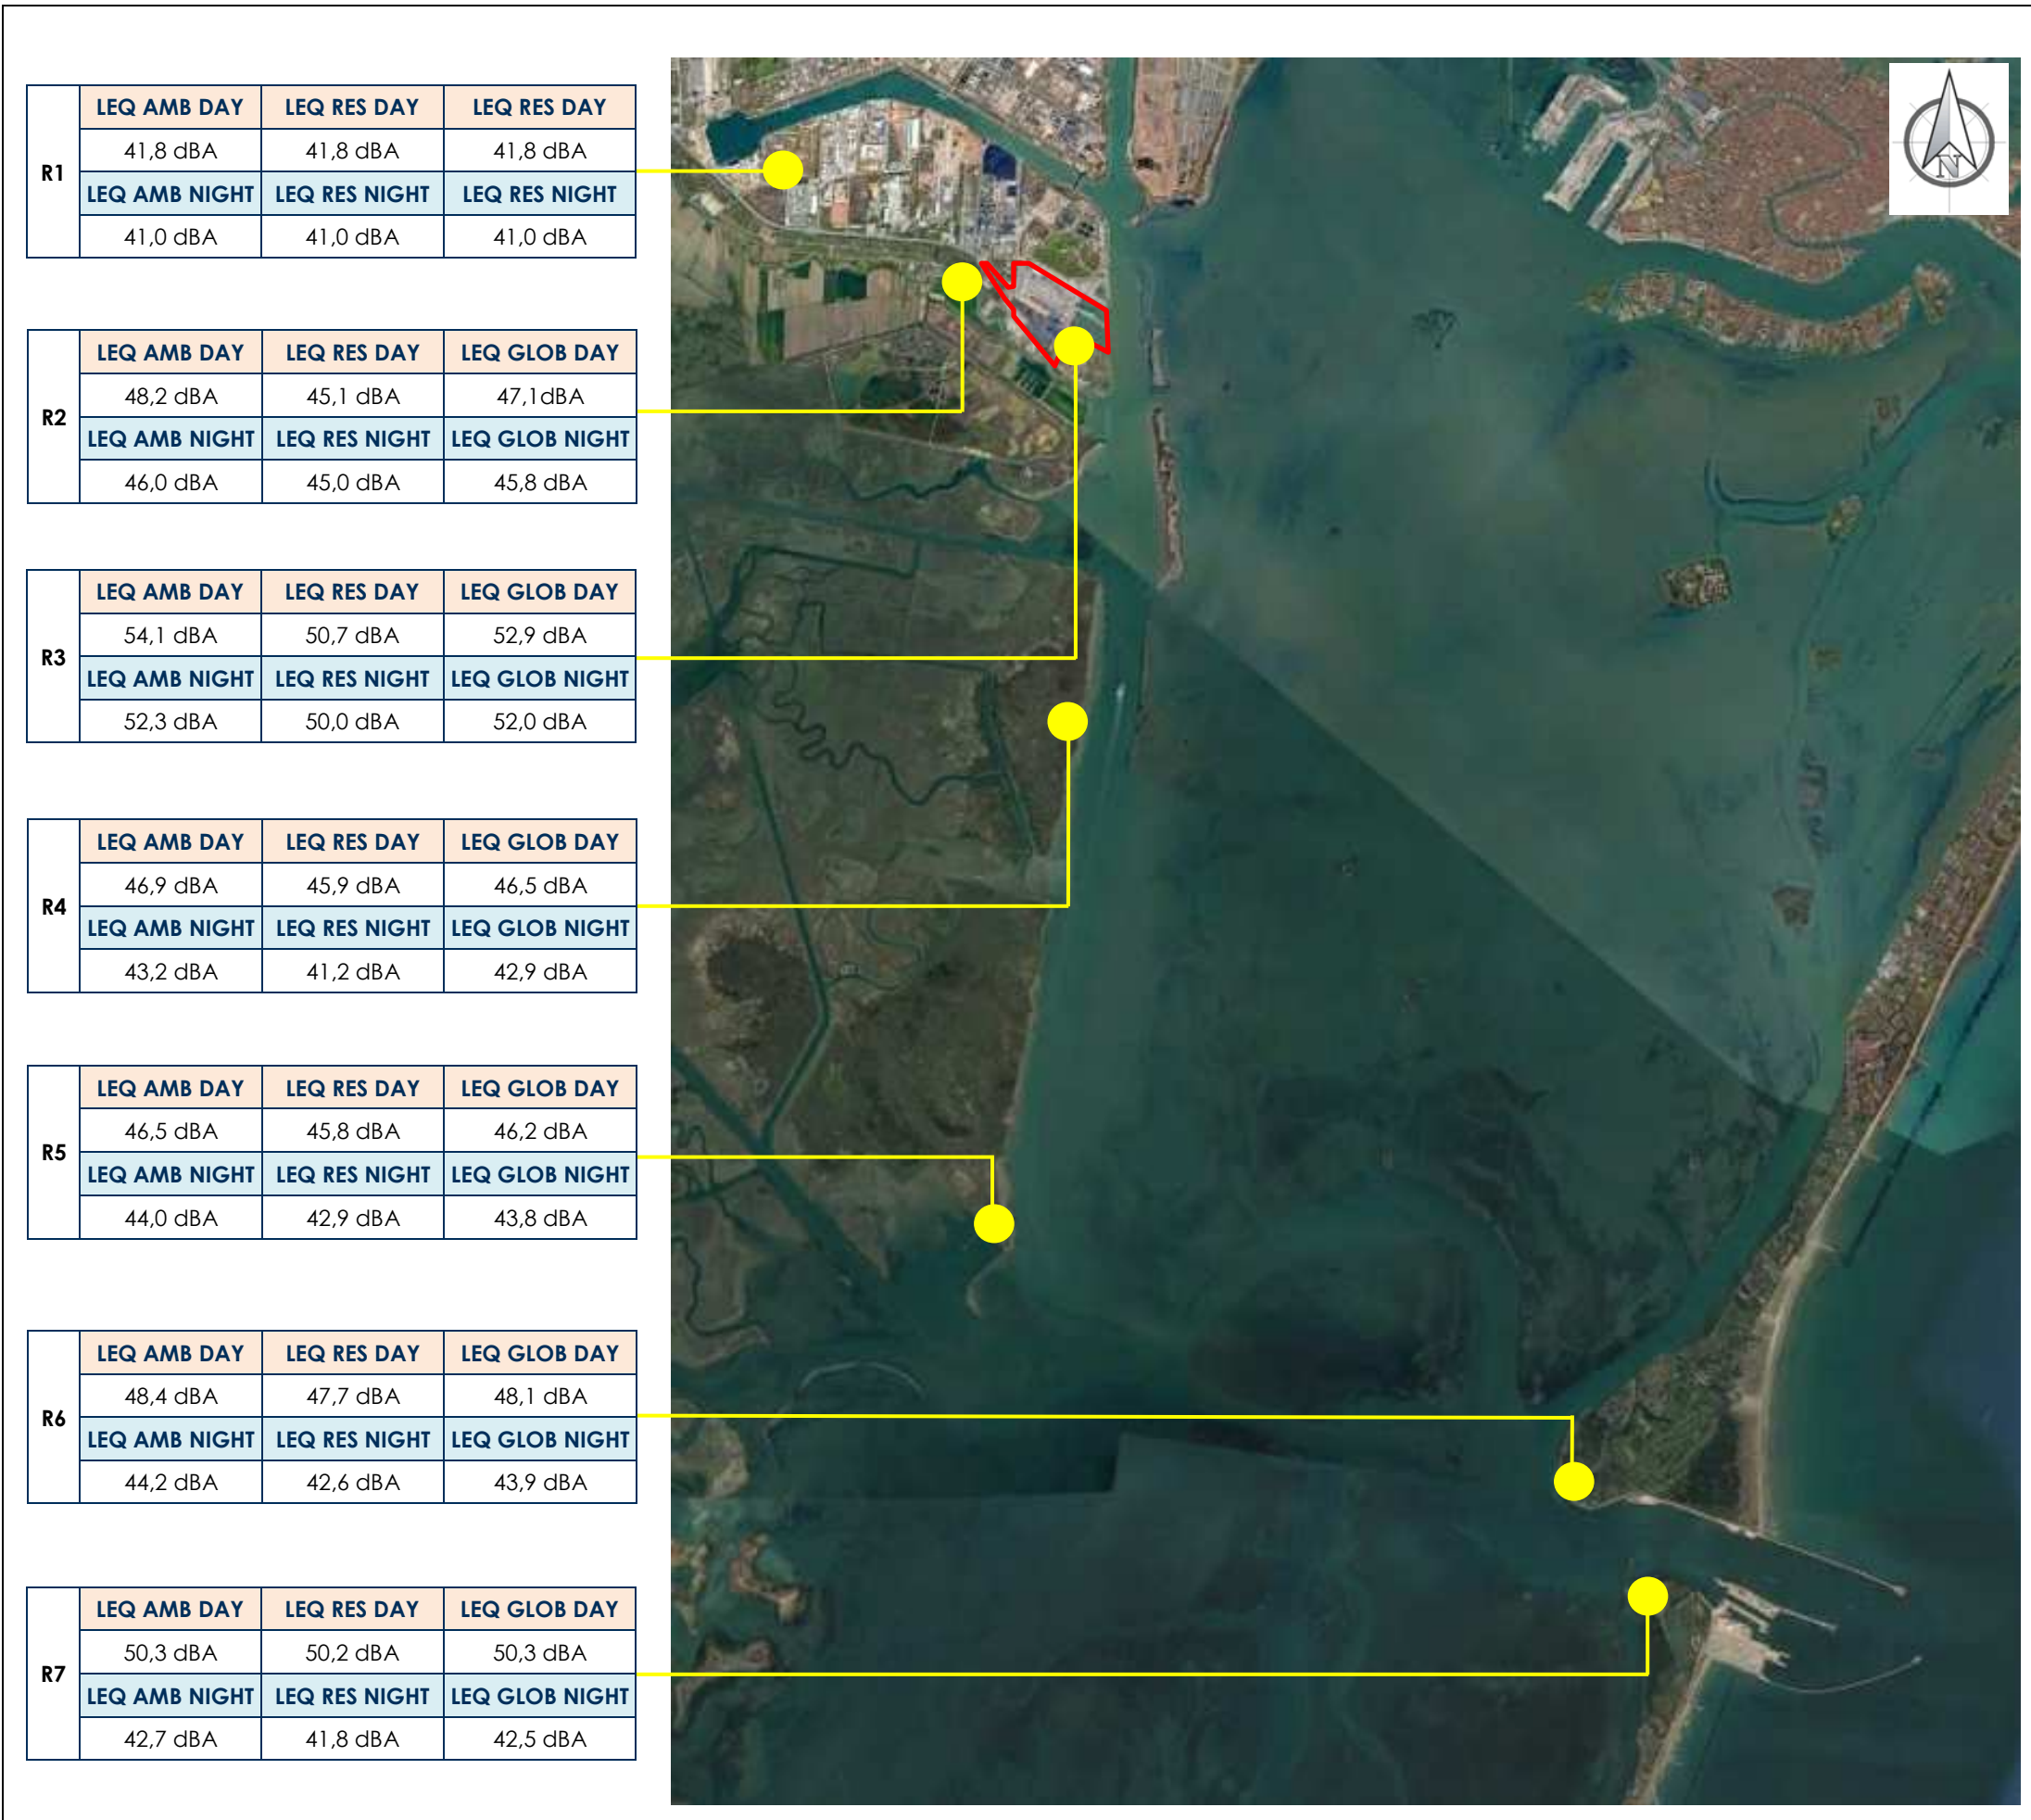 LEQ AMB DAY LEQ RES DAY LEQ RES DAY
41,8 dBA 41,8 dBA 41,8 dBA
R1
LEQ AMB NIGHT LEQ RES NIGHT LEQ RES NIGHT
41,0 dBA 41,0 dBA 41,0 dBA
N
LEQ AMB DAY LEQ RES DAY LEQ GLOB DAY
48,2 dBA 45,1 dBA 47,1dBA
R2
LEQ AMB NIGHT LEQ RES NIGHT LEQ GLOB NIGHT
46,0 dBA 45,0 dBA 45,8 dBA
LEQ AMB DAY LEQ RES DAY LEQ GLOB DAY
54,1 dBA 50,7 dBA 52,9 dBA
R3
LEQ AMB NIGHT LEQ RES NIGHT LEQ GLOB NIGHT
52,3 dBA 50,0 dBA 52,0 dBA
LEQ AMB DAY LEQ RES DAY LEQ GLOB DAY
46,9 dBA 45,9 dBA 46,5 dBA
R4
LEQ AMB NIGHT LEQ RES NIGHT LEQ GLOB NIGHT
43,2 dBA 41,2 dBA 42,9 dBA
LEQ AMB DAY LEQ RES DAY LEQ GLOB DAY
46,5 dBA 45,8 dBA 46,2 dBA
R5
LEQ AMB NIGHT LEQ RES NIGHT LEQ GLOB NIGHT
44,0 dBA 42,9 dBA 43,8 dBA
LEQ AMB DAY LEQ RES DAY LEQ GLOB DAY
48,4 dBA 47,7 dBA 48,1 dBA
R6
LEQ AMB NIGHT LEQ RES NIGHT LEQ GLOB NIGHT
44,2 dBA 42,6 dBA 43,9 dBA
LEQ AMB DAY LEQ RES DAY LEQ GLOB DAY
50,3 dBA 50,2 dBA 50,3 dBA
R7
LEQ AMB NIGHT LEQ RES NIGHT LEQ GLOB NIGHT
42,7 dBA 41,8 dBA 42,5 dBA